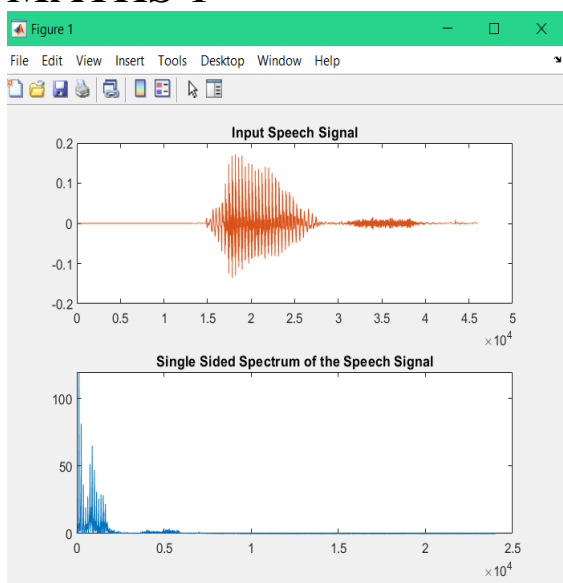 Figure 1
File Edit View Insert Tools Desktop Window Help
Input Speech Signal
0.2
0.1
0
-0.1
-0.2
0 0.5 1 1.5 2 2.5 3 3.5 4 4.5 5
×10^4
Single Sided Spectrum of the Speech Signal
100
50
0
0 0.5 1 1.5 2 2.5
×10^4